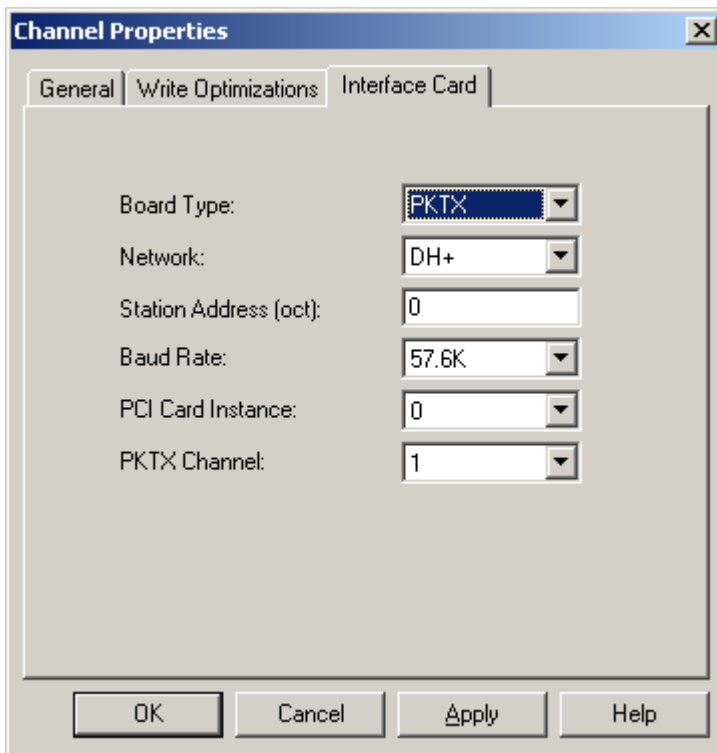 Channel Properties
General Write Optimizations Interface Card
Board Type: PKTX
Network: DH+
Station Address (oct): 0
Baud Rate: 57.6K
PCI Card Instance: 0
PKTX Channel: 1
OK Cancel Apply Help